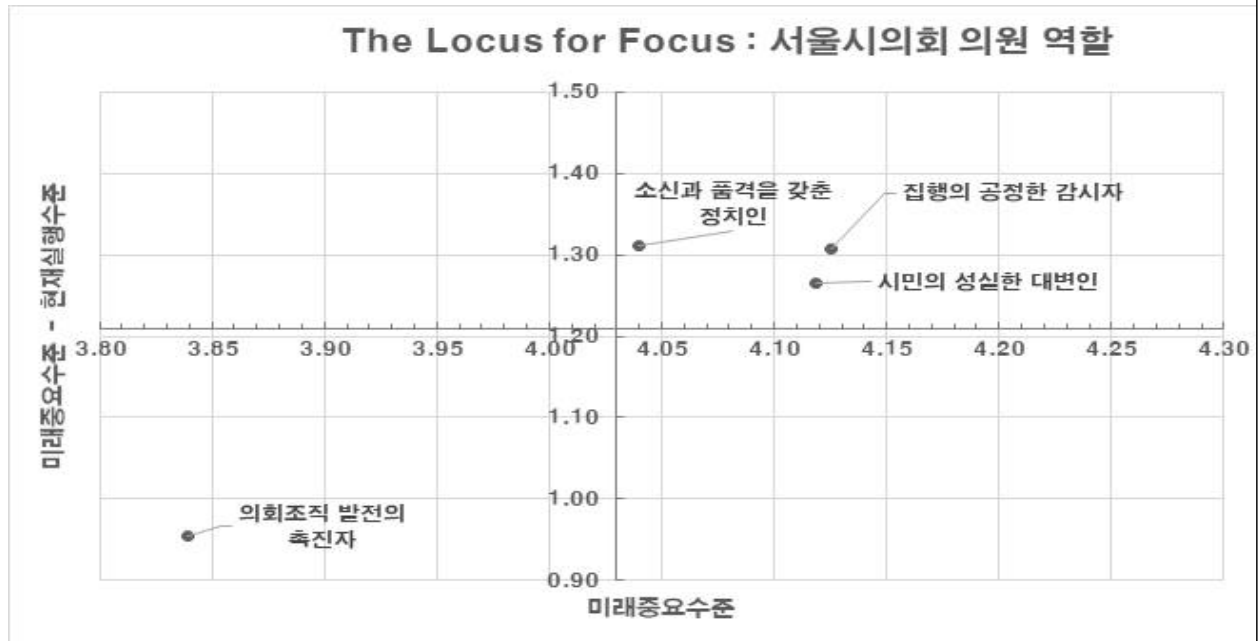 The Locus for Focus : 서울시의회 의원 역할
1.50
1.40
소신과 품격을 갖춘
정치인
집행의 공정한 감시자
1.30
시민의 성실한 대변인
미래중요수준 - 현재실행수준
1.20
3.80 3.85 3.90 3.95 4.00 4.05 4.10 4.15 4.20 4.25 4.30
1.10
1.00
의회조직 발전의
촉진자
0.90
미래중요수준